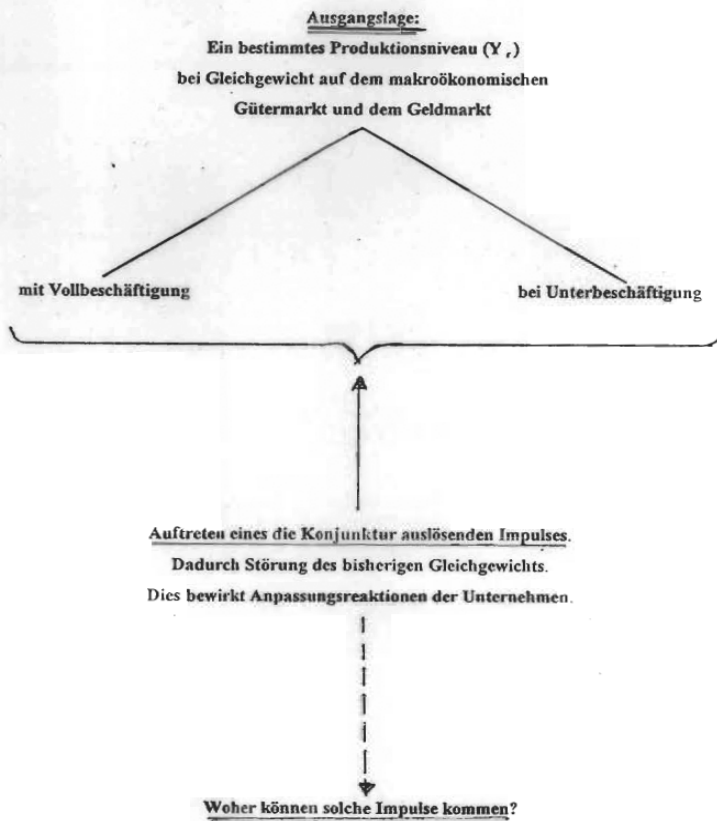 Ausgangslage:
Ein bestimmtes Produktionsniveau (Y r)
bei Gleichgewicht auf dem makroökonomischen
Gütermarkt und dem Geldmarkt
mit Vollbeschäftigung
bei Unterbeschäftigung
Auftreten eines die Konjunktur auslösenden Impulses.
Dadurch Störung des bisherigen Gleichgewichts.
Dies bewirkt Anpassungsreaktionen der Unternehmen.
Woher können solche Impulse kommen?